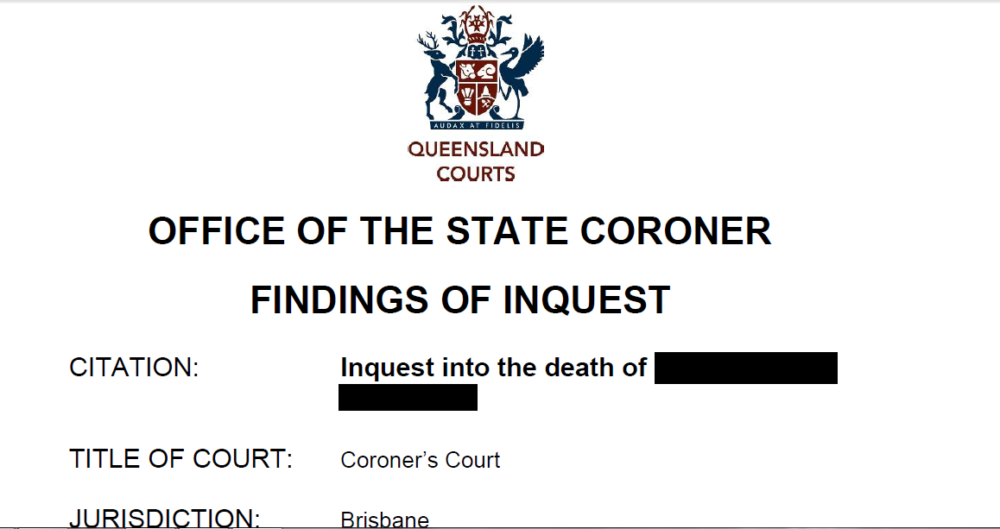 AUDAX AT FIDELIS
QUEENSLAND
COURTS
OFFICE OF THE STATE CORONER
FINDINGS OF INQUEST
CITATION: Inquest into the death of
TITLE OF COURT: Coroner's Court
JURISDICTION: Brisbane